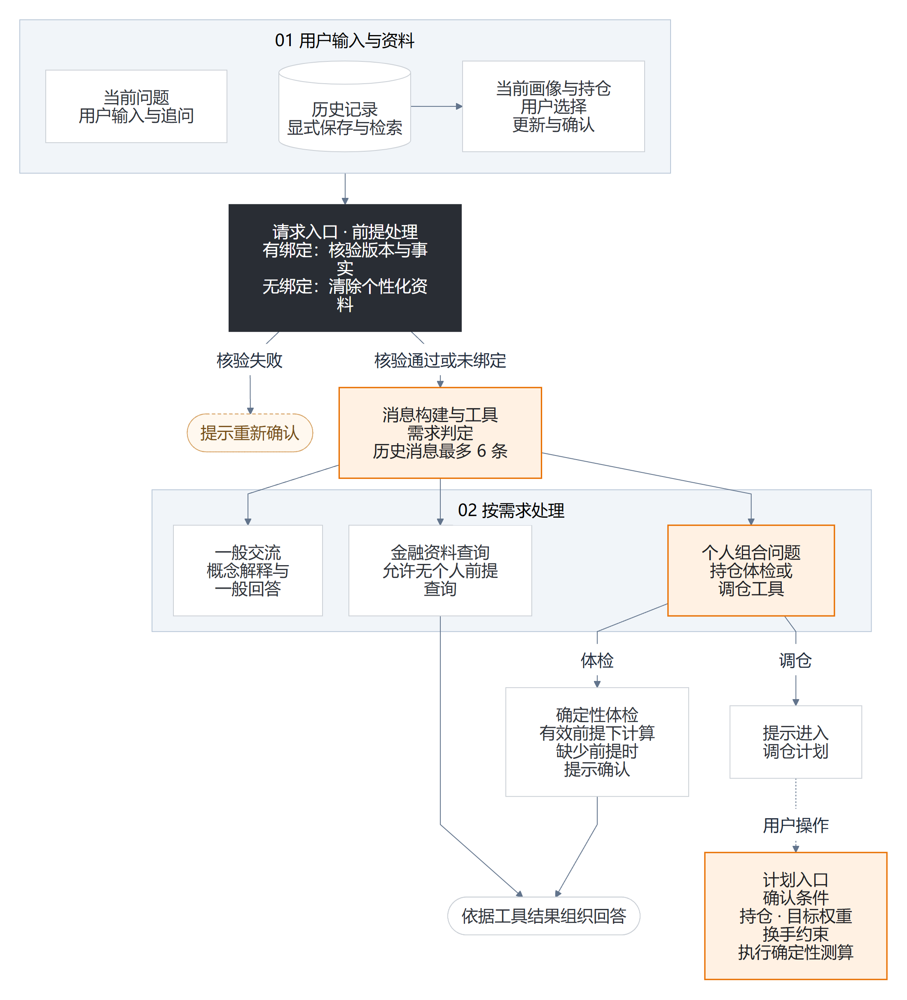 01 用户输入与资料
当前问题
用户输入与追问
历史记录
显式保存与检索
当前画像与持仓
用户选择
更新与确认
请求入口 · 前提处理
有绑定：核验版本与事
实
无绑定：清除个性化资
料
核验失败
核验通过或未绑定
提示重新确认
消息构建与工具
需求判定
历史消息最多 6 条
02 按需求处理
一般交流
概念解释与
一般回答
金融资料查询
允许无个人前提
查询
个人组合问题
持仓体检或
调仓工具
体检
调仓
确定性体检
有效前提下计算
缺少前提时
提示确认
提示进入
调仓计划
用户操作
依据工具结果组织回答
计划入口
确认条件
持仓 · 目标权重
换手约束
执行确定性测算